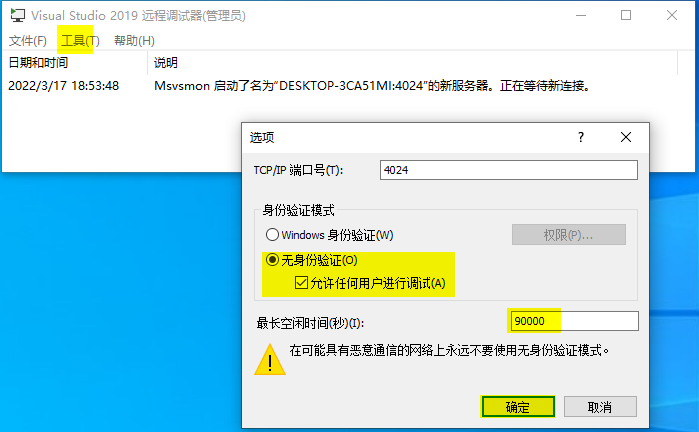 Visual Studio 2019 远程调试器(管理员)
文件(F) 工具(T) 帮助(H)
日期和时间 说明
2022/3/17 18:53:48 Msvsmon 启动了名为“DESKTOP-3CA51MI:4024”的新服务器。正在等待新连接。
选项 ?
TCP/IP 端口号(T): 4024
身份验证模式
Windows 身份验证(W) 权限(P)...
无身份验证(O)
允许任何用户进行调试(A)
最长空闲时间(秒)(I): 90000
在可能具有恶意通信的网络上永远不要使用无身份验证模式。
确定 取消